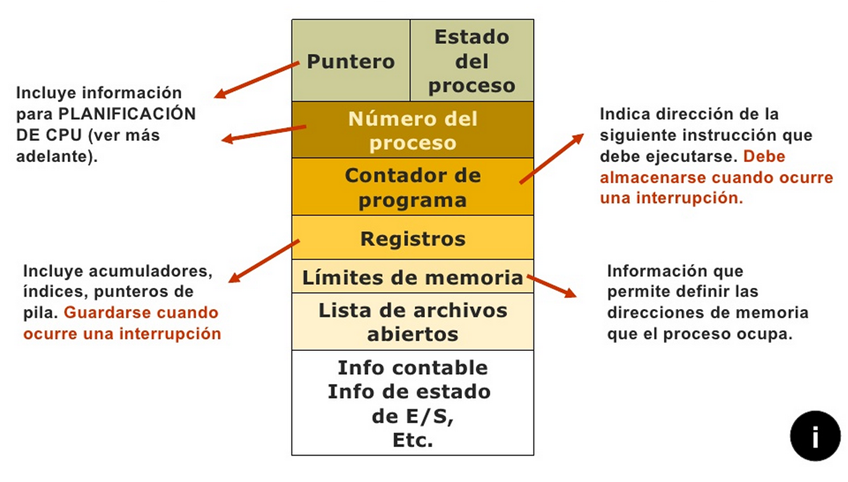 Puntero
Estado
del
proceso
Incluye información
para PLANIFICACIÓN
DE CPU (ver más
adelante).
Número del
proceso
Indica dirección de la
siguiente instrucción que
debe ejecutarse. Debe
almacenarse cuando ocurre
una interrupción.
Contador de
programa
Registros
Incluye acumuladores,
índices, punteros de
pila. Guardarse cuando
ocurre una interrupción
Límites de memoria
Información que
permite definir las
direcciones de memoria
que el proceso ocupa.
Lista de archivos
abiertos
Info contable
Info de estado
de E/S,
Etc.
i